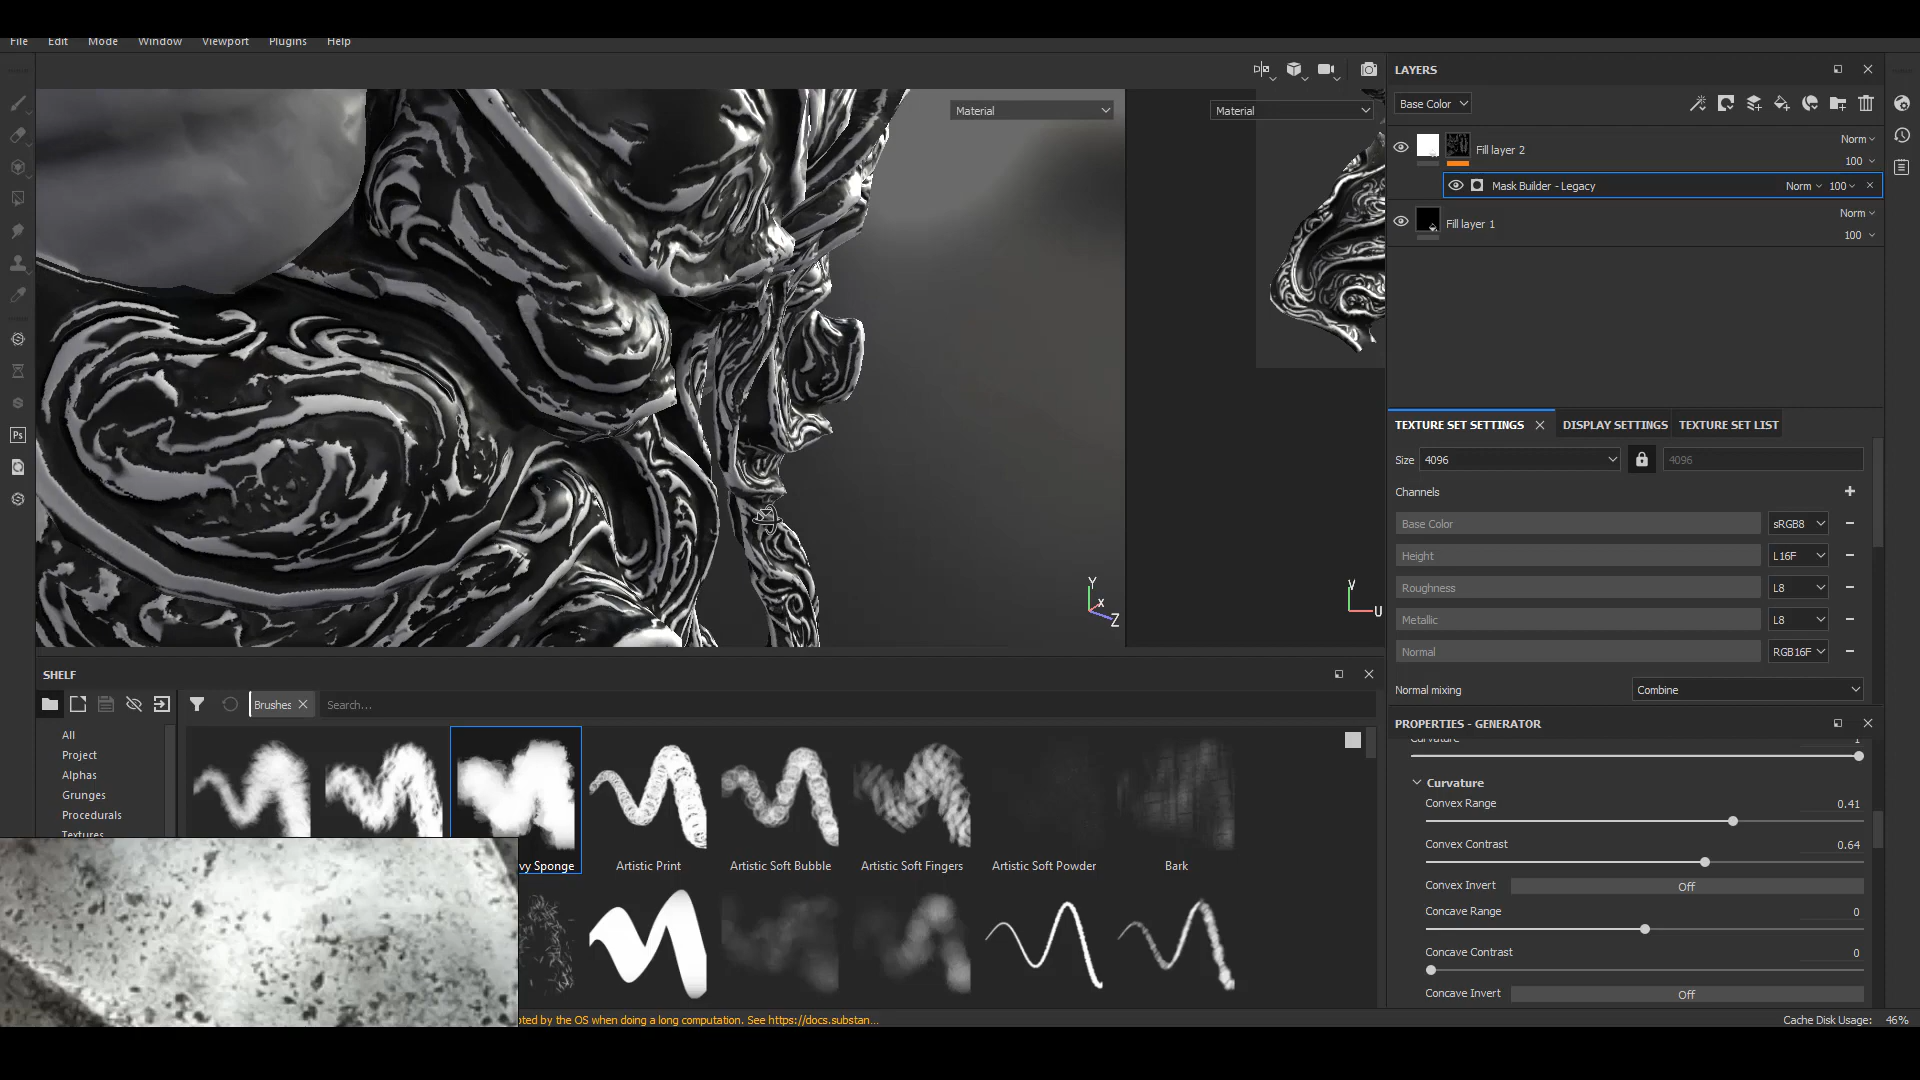 File Edit Mode Window Viewport Plugins Help
Material
Material
Y
X
Z
V
U
LAYERS
Base Color
Fill layer 2
Norm
100
Mask Builder - Legacy
Norm
100
Fill layer 1
Norm
100
TEXTURE SET SETTINGS
DISPLAY SETTINGS
TEXTURE SET LIST
Size
4096
4096
Channels
Base Color
sRGB8
Height
L16F
Roughness
L8
Metallic
L8
Normal
RGB16F
Normal mixing
Combine
PROPERTIES - GENERATOR
Curvature
1
Curvature
Convex Range
0.41
Convex Contrast
0.64
Convex Invert
Off
Concave Range
0
Concave Contrast
0
Concave Invert
Off
Ps
SHELF
Brushes
Search...
All
Project
Alphas
Grunges
Procedurals
Textures
vy Sponge
Artistic Print
Artistic Soft Bubble
Artistic Soft Fingers
Artistic Soft Powder
Bark
pted by the OS when doing a long computation. See https://docs.substan...
Cache Disk Usage: 46%